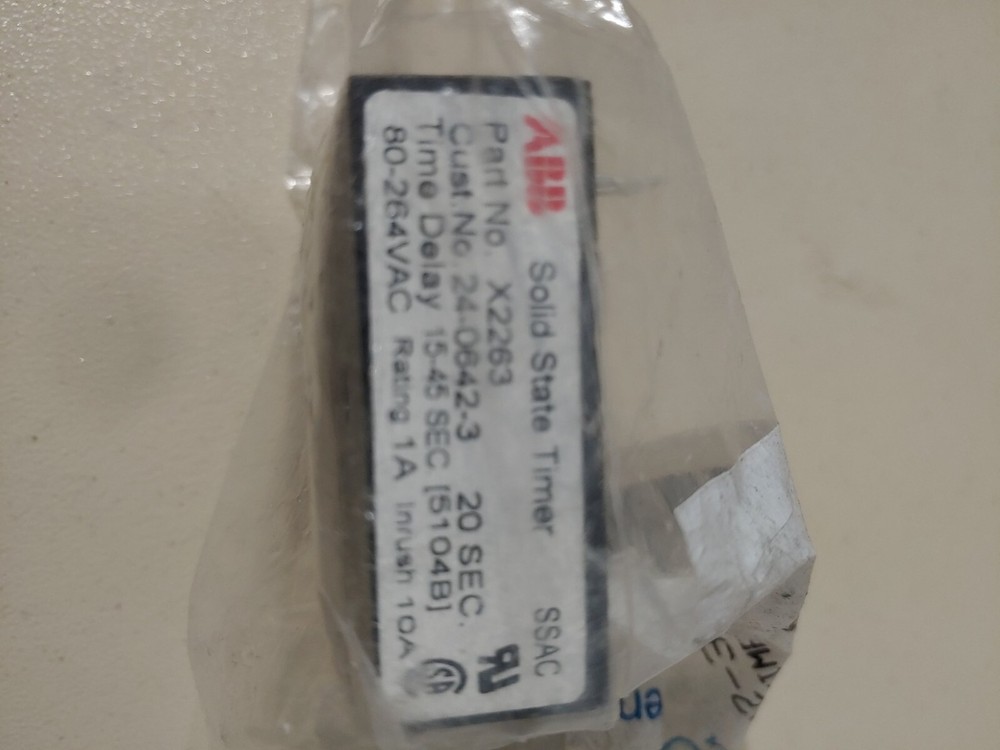 ABB Solid State Timer SSAC
Part No. X2263
Cust.No.24-0642-3 20 SEC.
Time Delay 15-45 SEC [5104B]
80-264VAC Rating 1A Inrush 10A